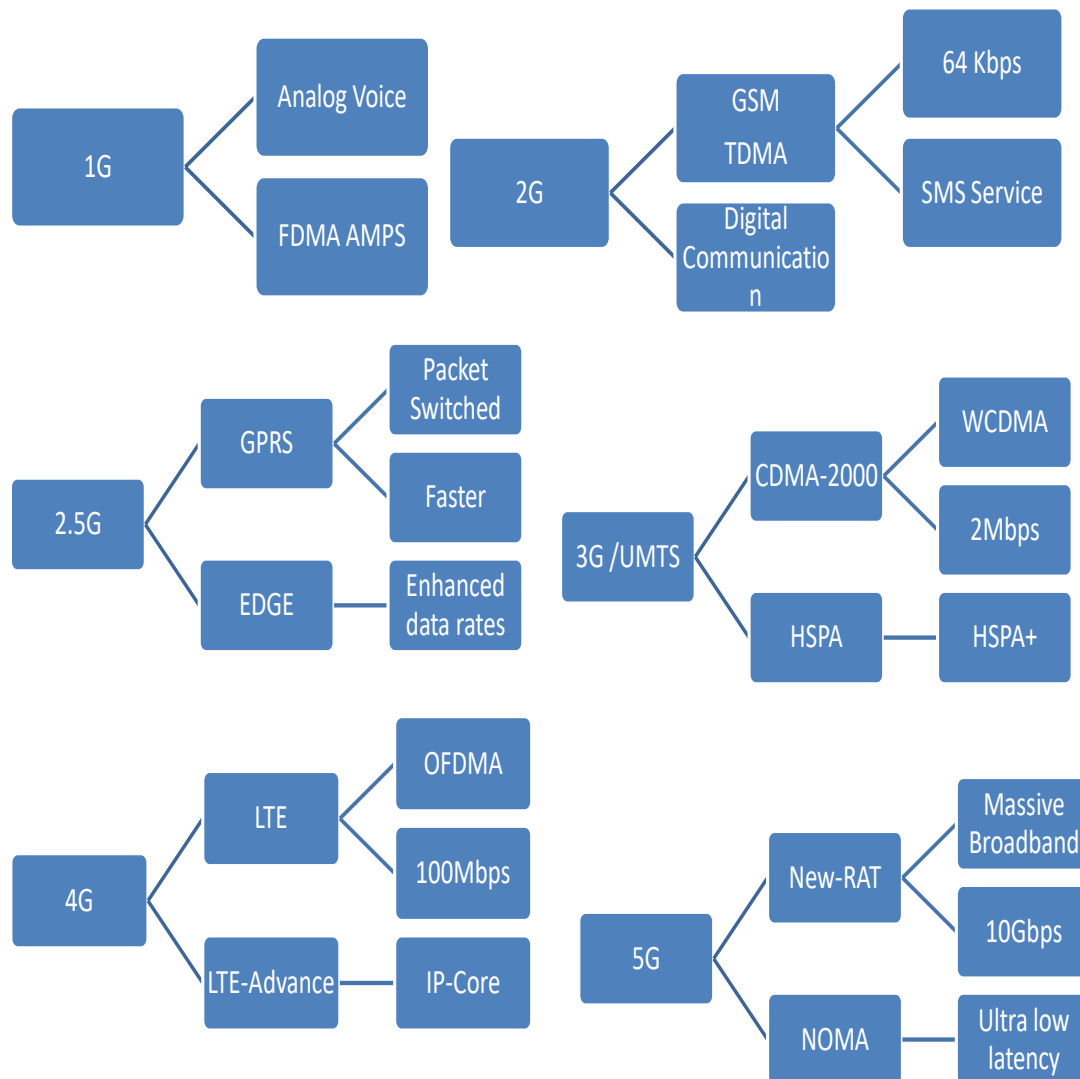 1G
Analog Voice
FDMA AMPS
2G
GSM
TDMA
Digital
Communicatio
n
64 Kbps
SMS Service
2.5G
GPRS
Packet
Switched
Faster
EDGE
Enhanced
data rates
3G /UMTS
CDMA-2000
WCDMA
2Mbps
HSPA
HSPA+
4G
LTE
OFDMA
100Mbps
LTE-Advance
IP-Core
5G
New-RAT
Massive
Broadband
10Gbps
NOMA
Ultra low
latency